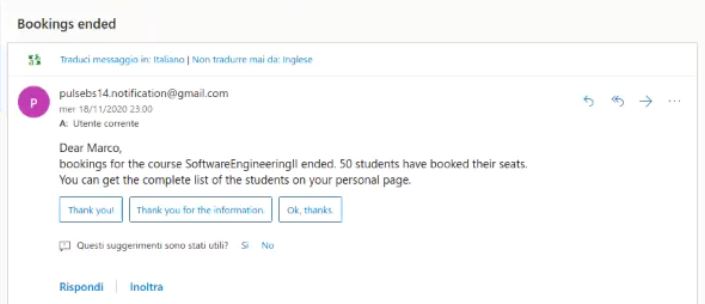 Bookings ended
Traduci messaggio in: Italiano | Non tradurre mai da: Inglese
P
pulsebs14.notification@gmail.com
mer 18/11/2020 23:00
A: Utente corrente
Dear Marco,
bookings for the course SoftwareEngineeringII ended. 50 students have booked their seats.
You can get the complete list of the students on your personal page.
Thank you! Thank you for the information. Ok, thanks.
Questi suggerimenti sono stati utili? Sì No
Rispondi | Inoltra